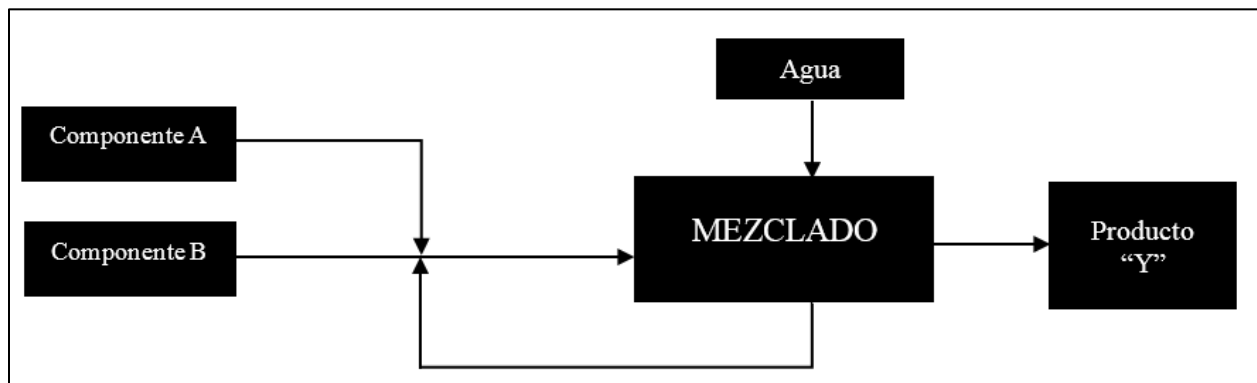 Agua
Componente A
MEZCLADO
Componente B
Producto
“Y”